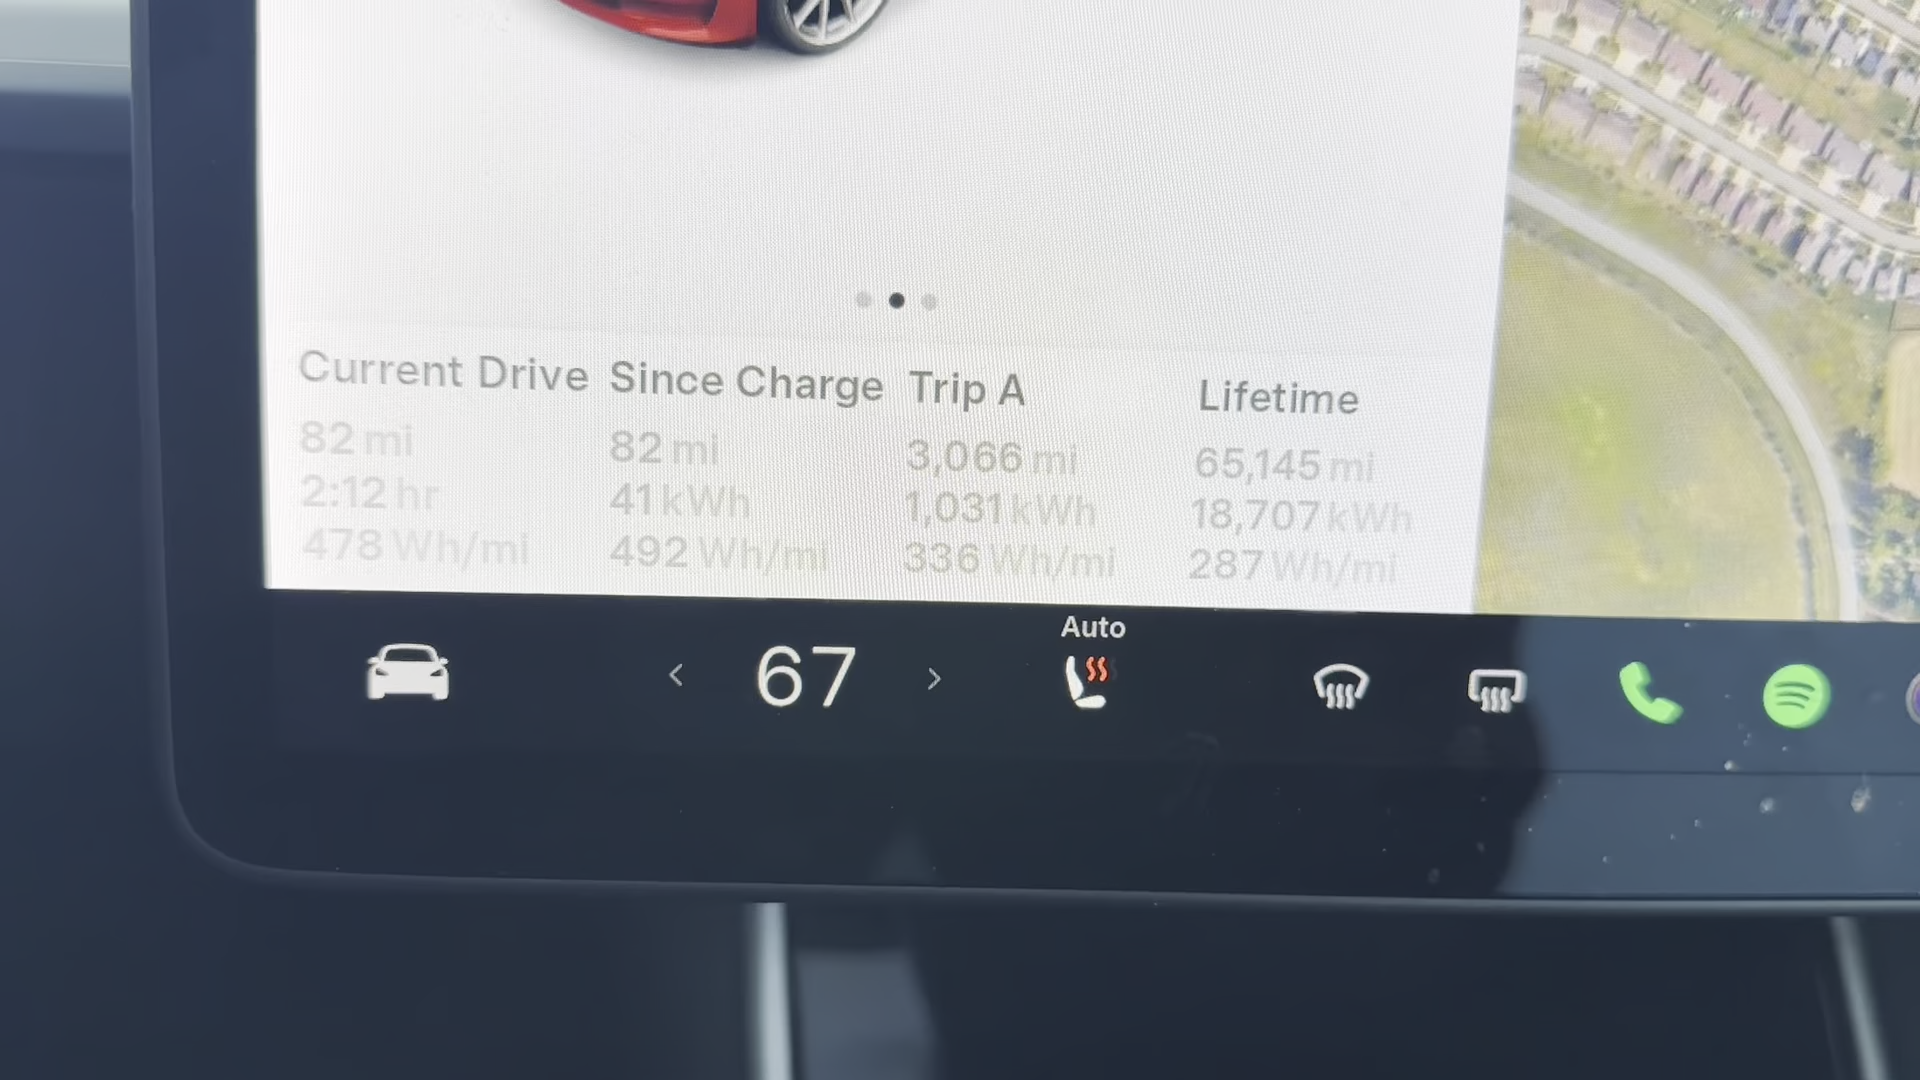 Current Drive Since Charge Trip A Lifetime
82 mi 82 mi 3,066 mi 65,145 mi
2:12 hr 41 kWh 1,031 kWh 18,707 kWh
478 Wh/mi 492 Wh/mi 336 Wh/mi 287 Wh/mi
Auto
67